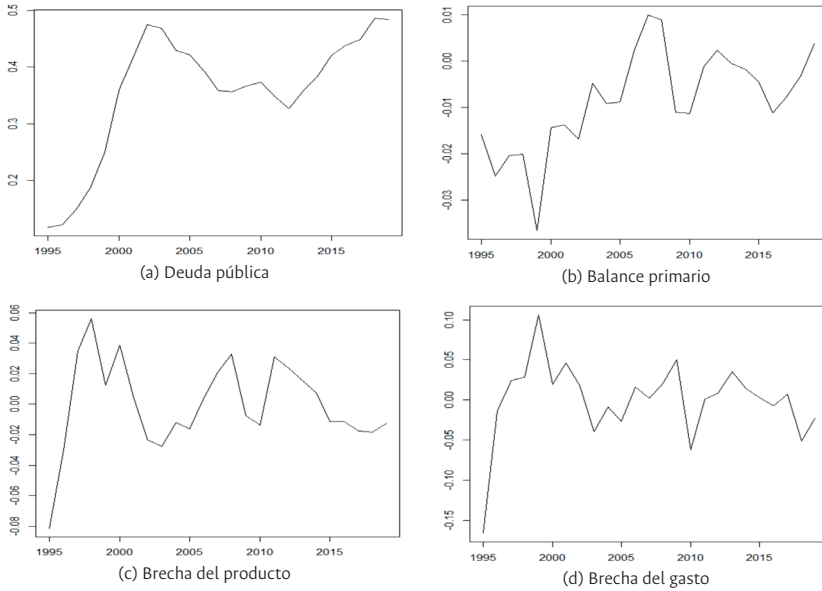 0.5
0.4
0.3
0.2
1995 2000 2005 2010 2015
(a) Deuda pública
0.01
0.00
-0.01
-0.02
-0.03
1995 2000 2005 2010 2015
(b) Balance primario
0.06
0.04
0.02
0.00
-0.02
-0.04
-0.06
-0.08
1995 2000 2005 2010 2015
(c) Brecha del producto
0.10
0.05
0.00
-0.05
-0.10
-0.15
1995 2000 2005 2010 2015
(d) Brecha del gasto